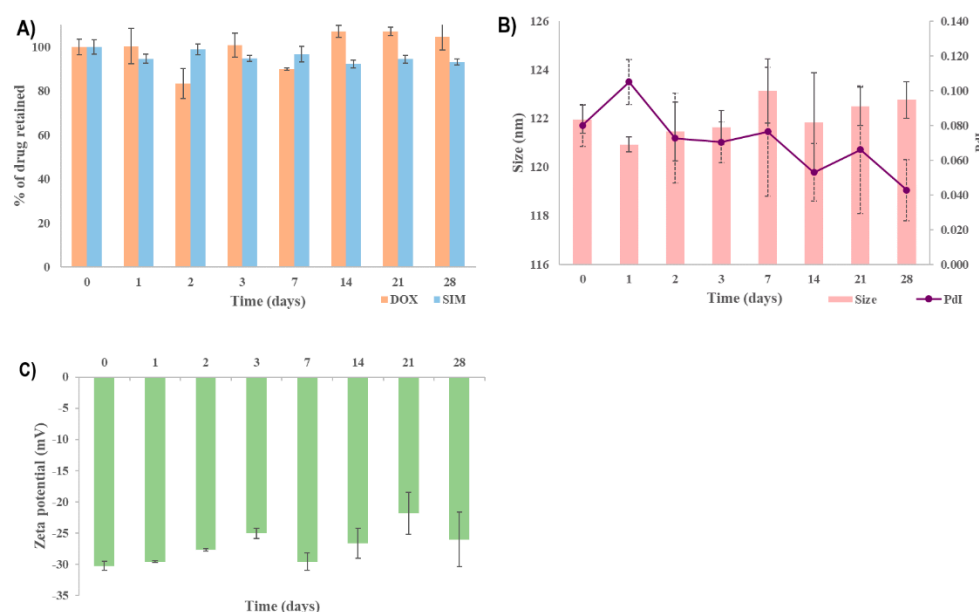 A)
% of drug retained
100
80
60
40
20
0
0 1 2 3 7 14 21 28
Time (days)
DOX SIM
B)
Size (nm)
126
124
122
120
118
116
0.140
0.120
0.100
0.080
0.060
0.040
0.020
0.000
PdI
0 1 2 3 7 14 21 28
Time (days)
Size PdI
C)
0 1 2 3 7 14 21 28
Zeta potential (mV)
0
-5
-10
-15
-20
-25
-30
-35
Time (days)